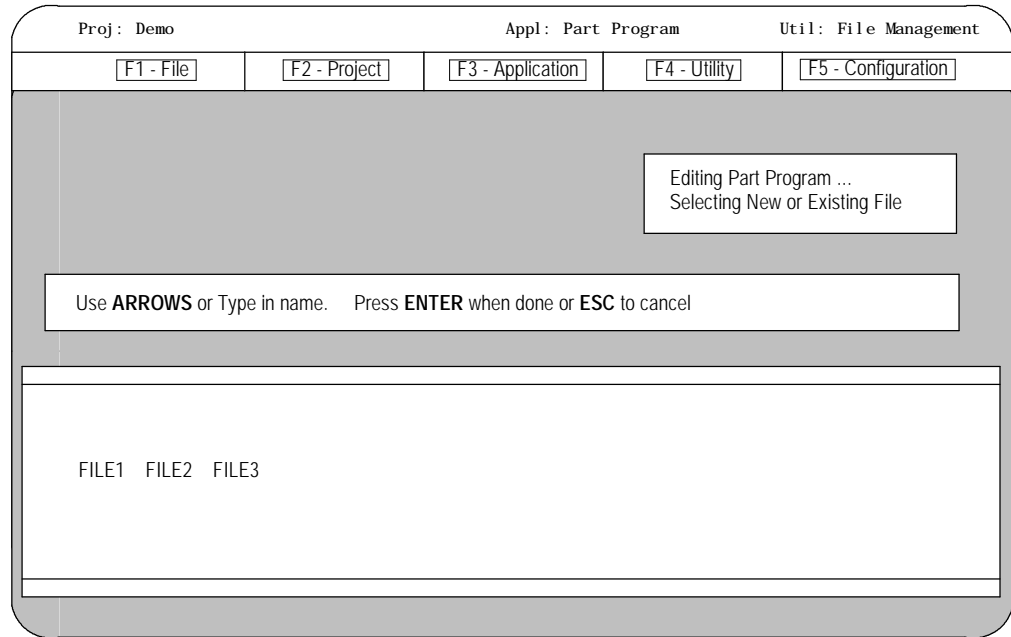 Proj: Demo Appl: Part Program Util: File Management
F1 - File F2 - Project F3 - Application F4 - Utility F5 - Configuration
Editing Part Program ...
Selecting New or Existing File
Use ARROWS or Type in name. Press ENTER when done or ESC to cancel
FILE1 FILE2 FILE3